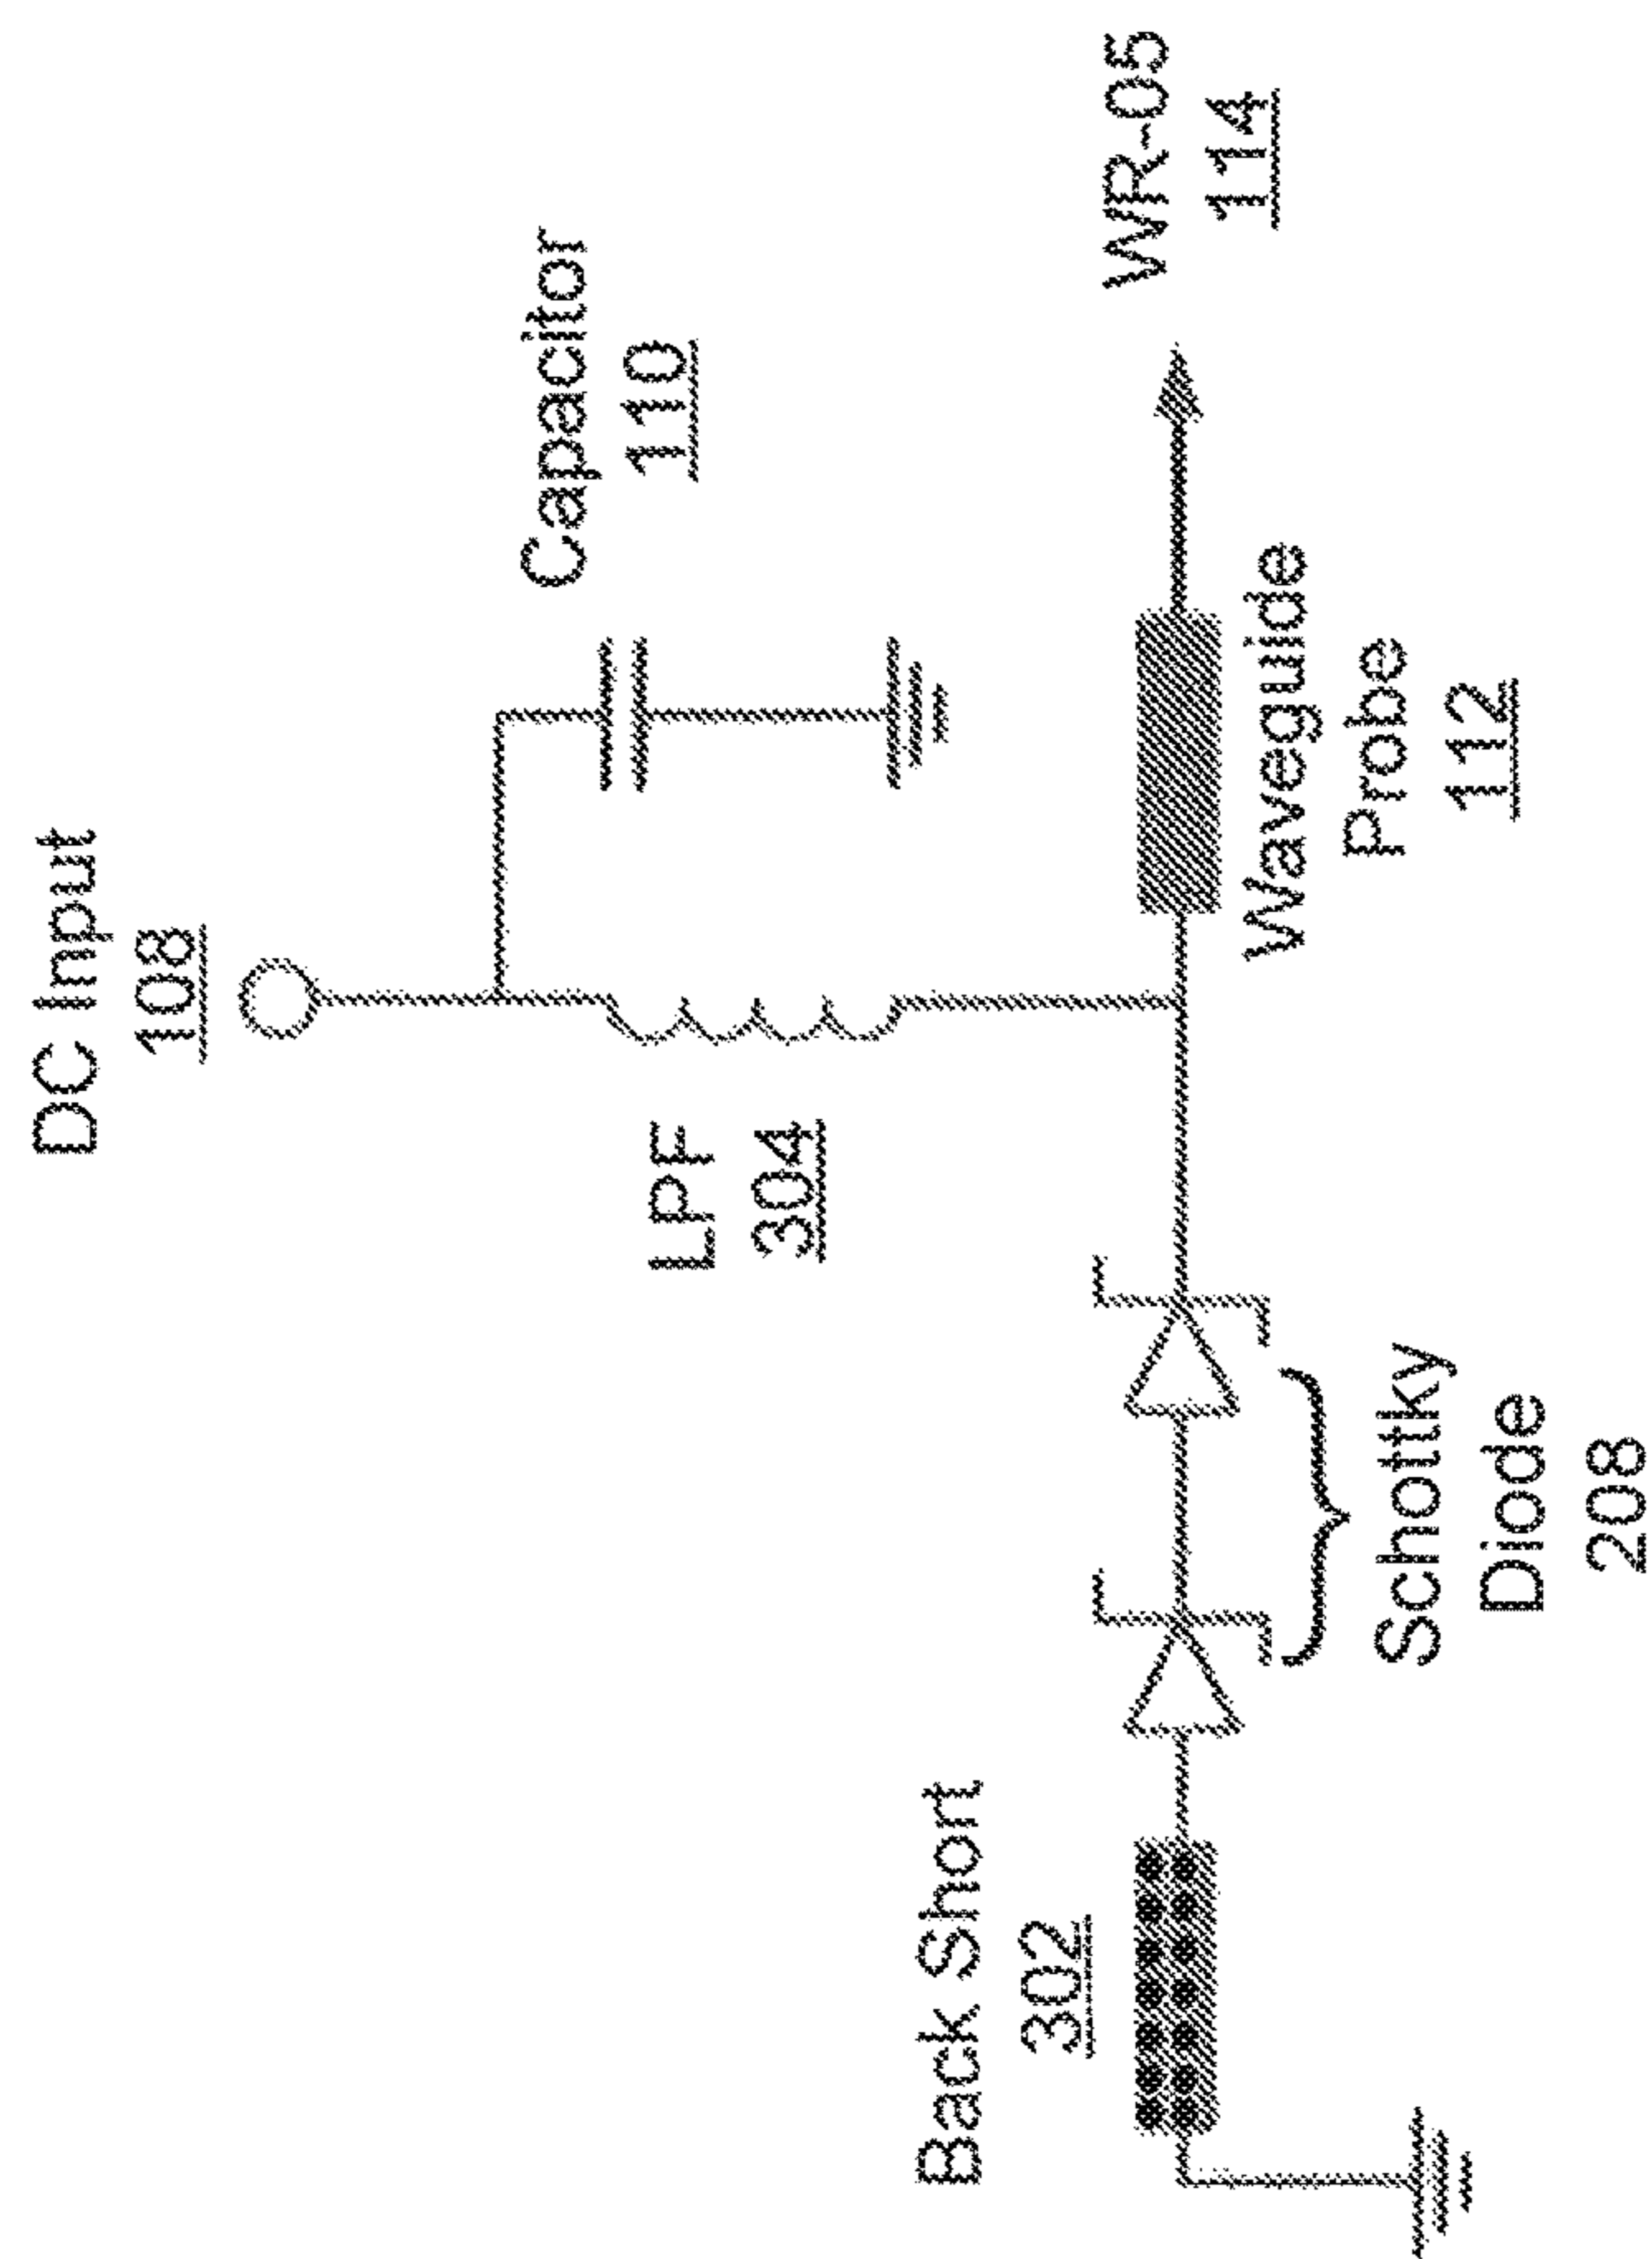 DC Input
108
Capacitor
110
LPF
304
WR-05
114
Back Short
302
Waveguide
Probe
112
Schottky
Diode
208